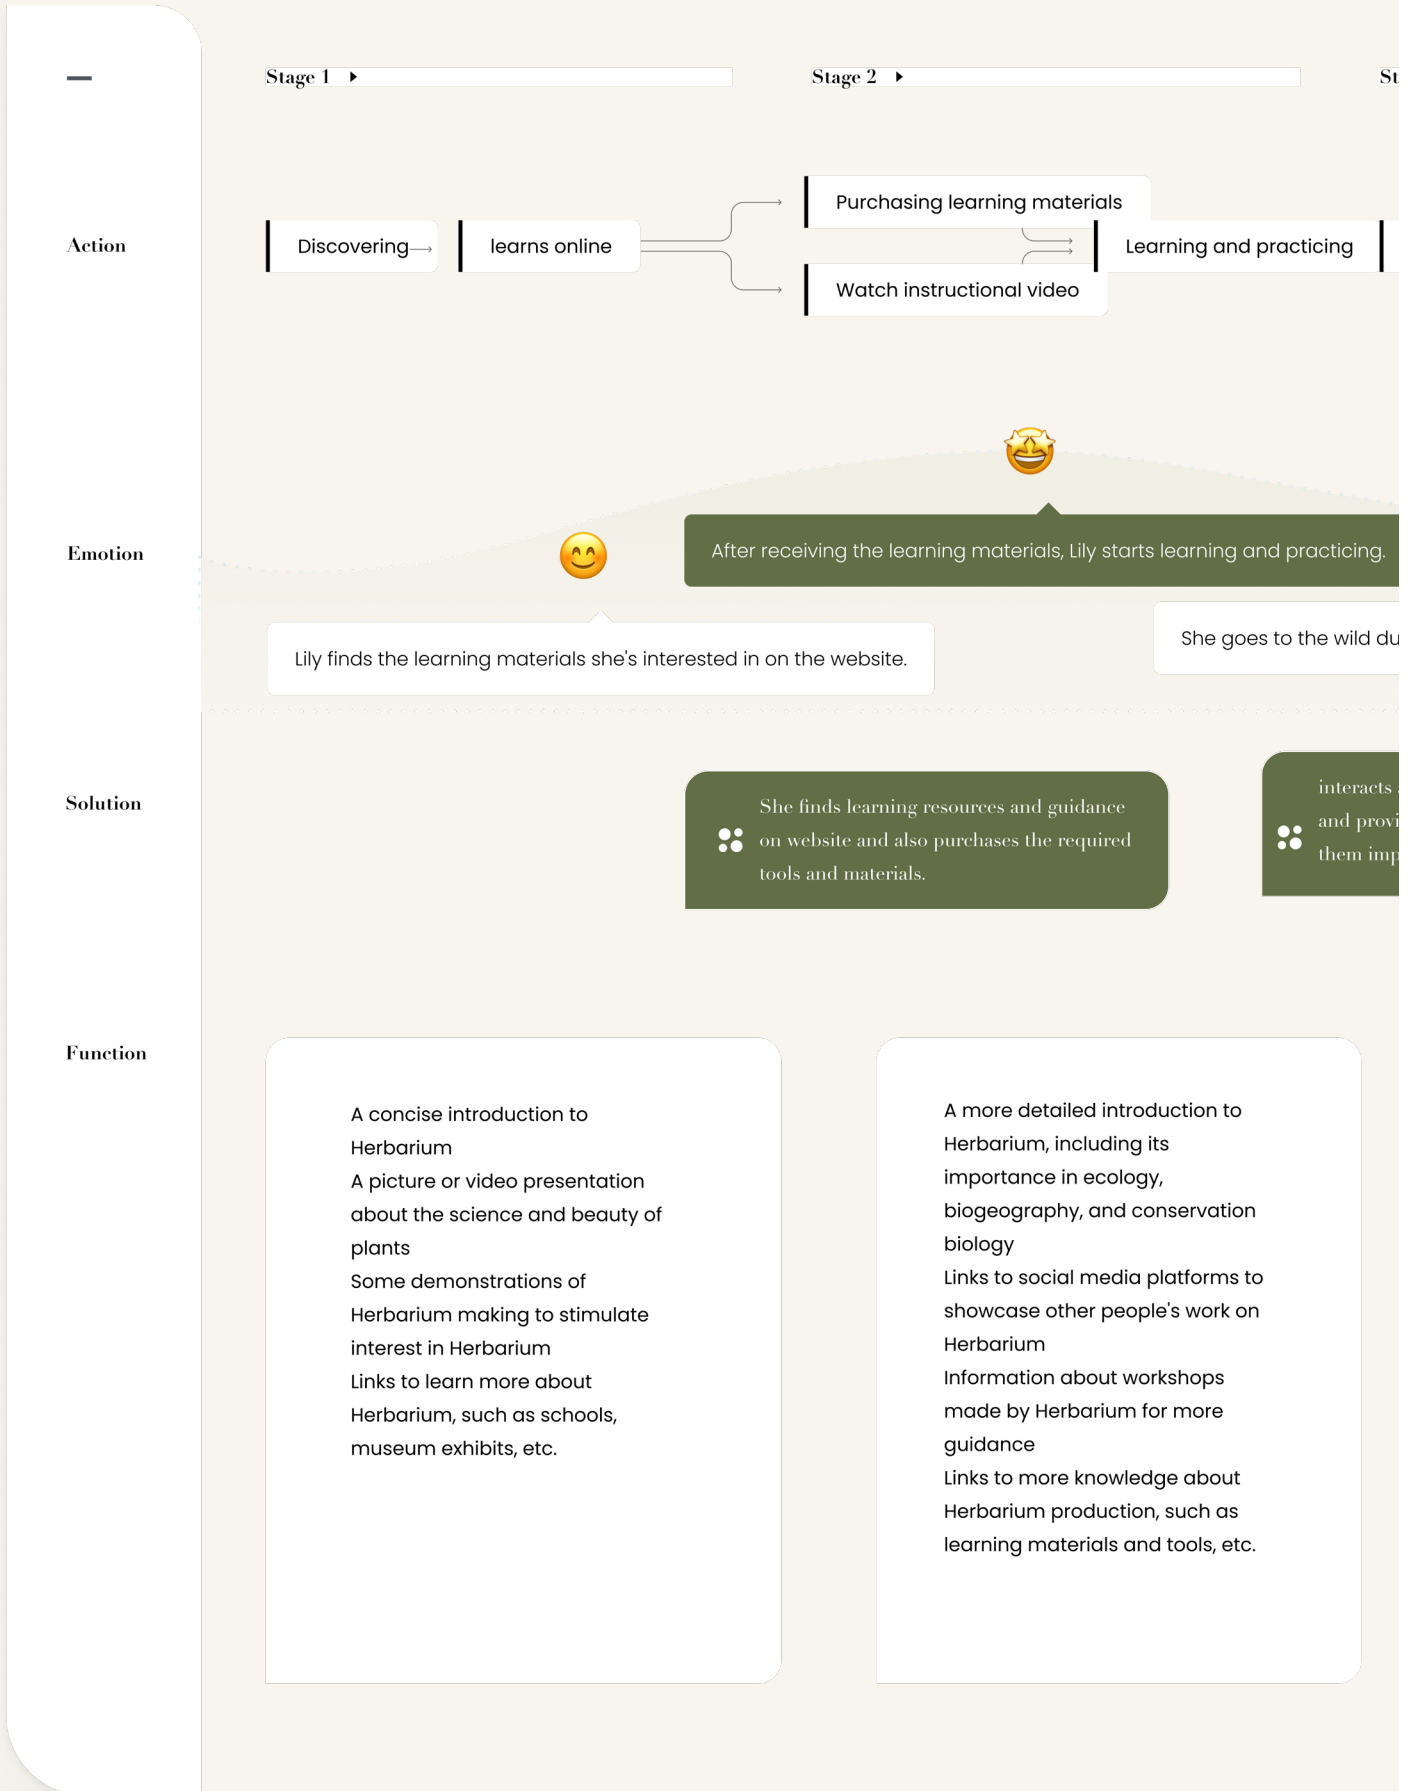 Stage 1
Stage 2
Action
Discovering
learns online
Purchasing learning materials
Watch instructional video
Learning and practicing
Emotion
After receiving the learning materials, Lily starts learning and practicing.
Lily finds the learning materials she's interested in on the website.
She goes to the wild
Solution
She finds learning resources and guidance
on website and also purchases the required
tools and materials.
interacts
and
them
Function
A concise introduction to
Herbarium
A picture or video presentation
about the science and beauty of
plants
Some demonstrations of
Herbarium making to stimulate
interest in Herbarium
Links to learn more about
Herbarium, such as schools,
museum exhibits, etc.
A more detailed introduction to
Herbarium, including its
importance in ecology,
biogeography, and conservation
biology
Links to social media platforms to
showcase other people's work on
Herbarium
Information about workshops
made by Herbarium for more
guidance
Links to more knowledge about
Herbarium production, such as
learning materials and tools, etc.